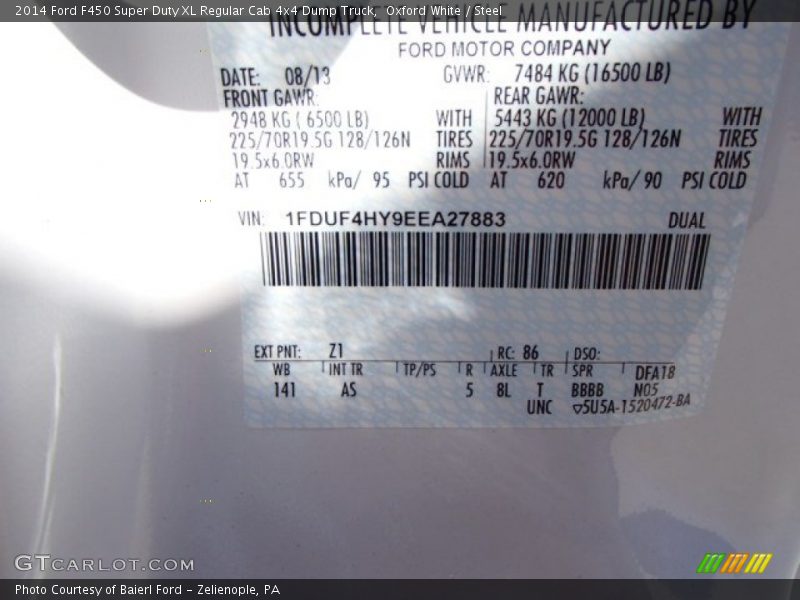 2014 Ford F450 Super Duty XL Regular Cab 4x4 Dump Truck, Oxford White / Steel
INCOMPLETE VEHICLE MANUFACTURED BY
FORD MOTOR COMPANY
DATE: 08/13 GVWR: 7484 KG (16500 LB)
FRONT GAWR: REAR GAWR:
2948 KG ( 6500 LB) WITH 5443 KG (12000 LB) WITH
225/70R19.5G 128/126N TIRES 225/70R19.5G 128/126N TIRES
19.5x6.0RW RIMS 19.5x6.0RW RIMS
AT 655 kPa/ 95 PSI COLD AT 620 kPa/ 90 PSI COLD
VIN: 1FDUF4HY9EEA27883 DUAL
EXT PNT: Z1 RC: 86 DSO:
WB INT TR TP/PS R AXLE TR SPR DFA18
141 AS 5 8L T BBBB N05
UNC ▽5U5A-1520472-BA
GTCARLOT.COM
Photo Courtesy of Baierl Ford - Zelienople, PA